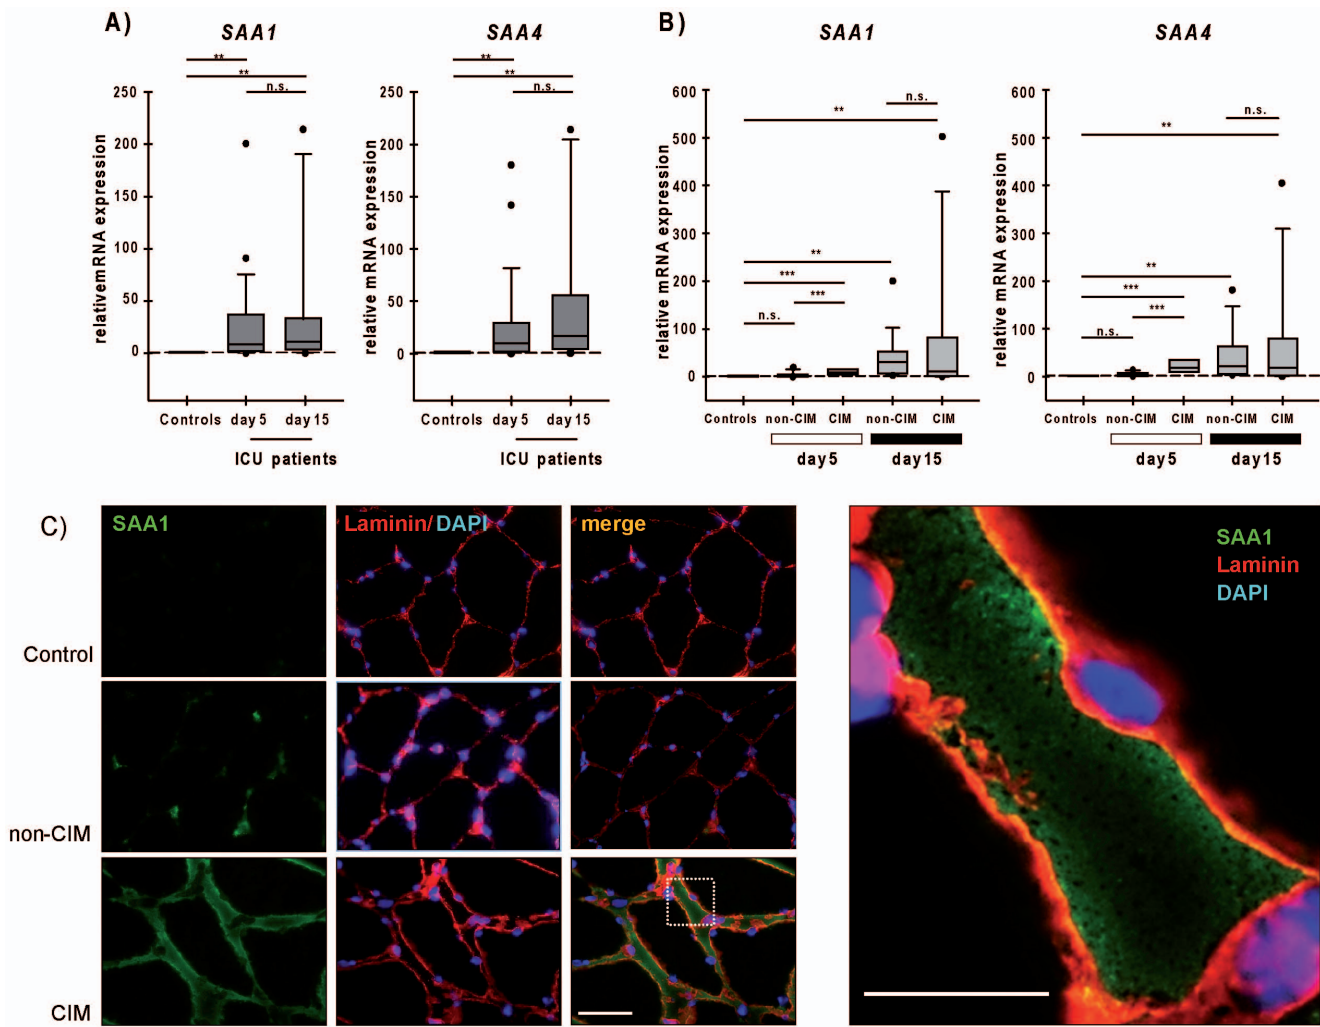 A)
SAA1
SAA4
B)
SAA1
SAA4
**
**
n.s.
relativemRNA expression
250
200
150
100
50
0
Controls
day 5
day 15
ICU patients
**
**
n.s.
relative mRNA expression
250
200
150
100
50
0
Controls
day 5
day 15
ICU patients
n.s.
**
**
***
***
n.s.
relative mRNA expression
600
500
400
300
200
100
0
Controls
non-CIM
CIM
non-CIM
CIM
day5
day15
n.s.
**
**
***
***
n.s.
relative mRNA expression
600
500
400
300
200
100
0
Controls
non-CIM
CIM
non-CIM
CIM
day5
day15
C)
SAA1
Laminin/DAPI
merge
Control
non-CIM
CIM
SAA1
Laminin
DAPI